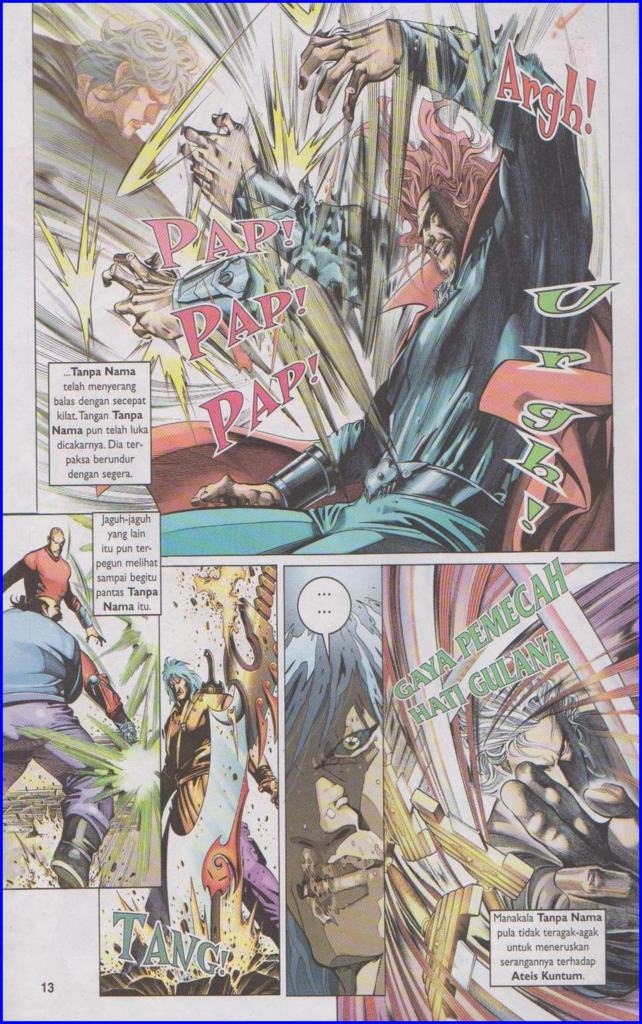 Argh!
PAP!
PAP!
PAP!
Urgh!
...Tanpa Nama
telah menyerang
balas dengan secepat
kilat. Tangan Tanpa
Nama pun telah luka
dicakarnya. Dia ter-
paksa berundur
dengan segera.
Jaguh-jaguh
yang lain
itu pun ter-
pegun melihat
sampai begitu
pantas Tanpa
Nama itu.
TANG!
...
...
GAYA PEMECAH
HATI GULANA
Manakala Tanpa Nama
pula tidak teragak-agak
untuk meneruskan
serangannya terhadap
Ateis Kuntum.
13